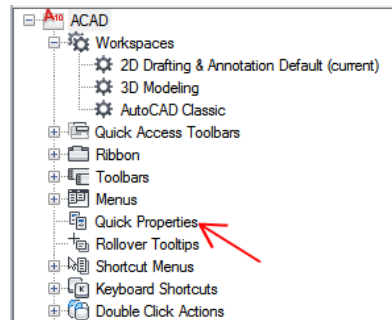 A10 ACAD
Workspaces
2D Drafting & Annotation Default (current)
3D Modeling
AutoCAD Classic
Quick Access Toolbars
Ribbon
Toolbars
Menus
Quick Properties
Rollover Tooltips
Shortcut Menus
K Keyboard Shortcuts
Double Click Actions